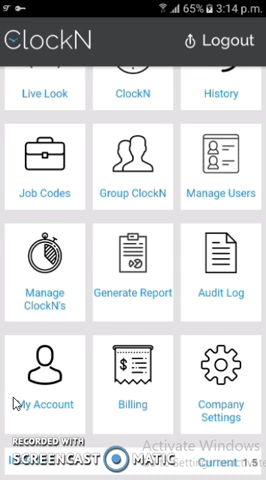 65% 3:14 p.m.
ClockN Logout
Live Look ClockN History
Job Codes Group ClockN Manage Users
Manage ClockN's Generate Report Audit Log
My Account Billing Company Settings
Activate Windows
RECORDED WITH
SCREENCAST MATIC
Current 1.5